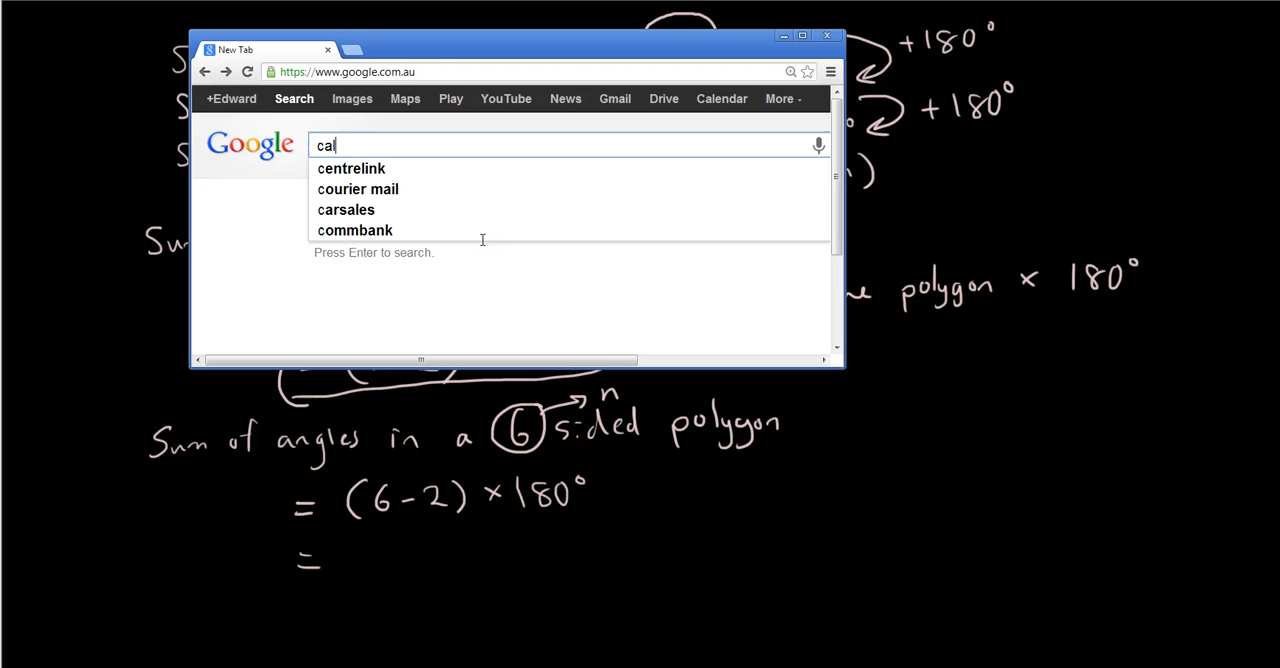 +180°
New Tab
https://www.google.com.au
+Edward Search Images Maps Play YouTube News Gmail Drive Calendar More
+180°
Google cal
centrelink
courier mail
carsales
commbank
Press Enter to search.
polygon × 180°
n
Sum of angles in a 6 sided polygon
= (6-2) × 180°
=